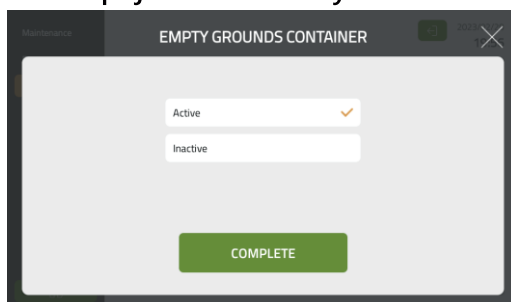 Maintenance
EMPTY GROUNDS CONTAINER
Active
Inactive
COMPLETE